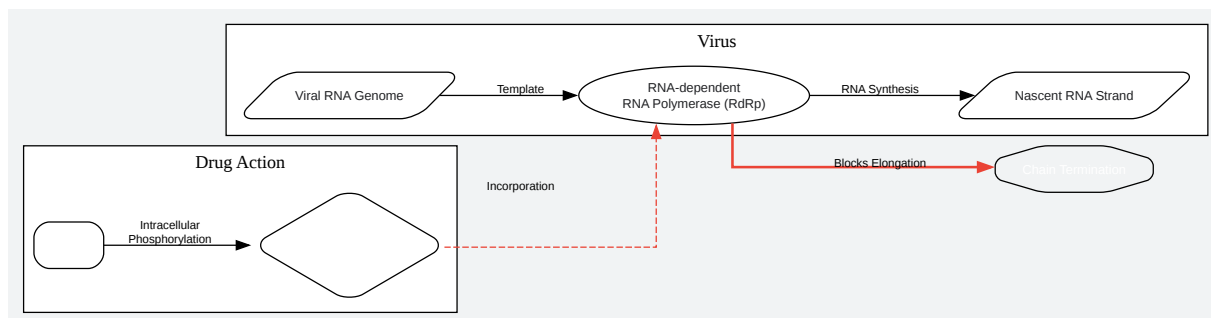 Virus
Viral RNA Genome
Template
RNA-dependent
RNA Polymerase (RdRp)
RNA Synthesis
Nascent RNA Strand
Drug Action
Blocks Elongation
Chain Termination
Incorporation
Intracellular
Phosphorylation